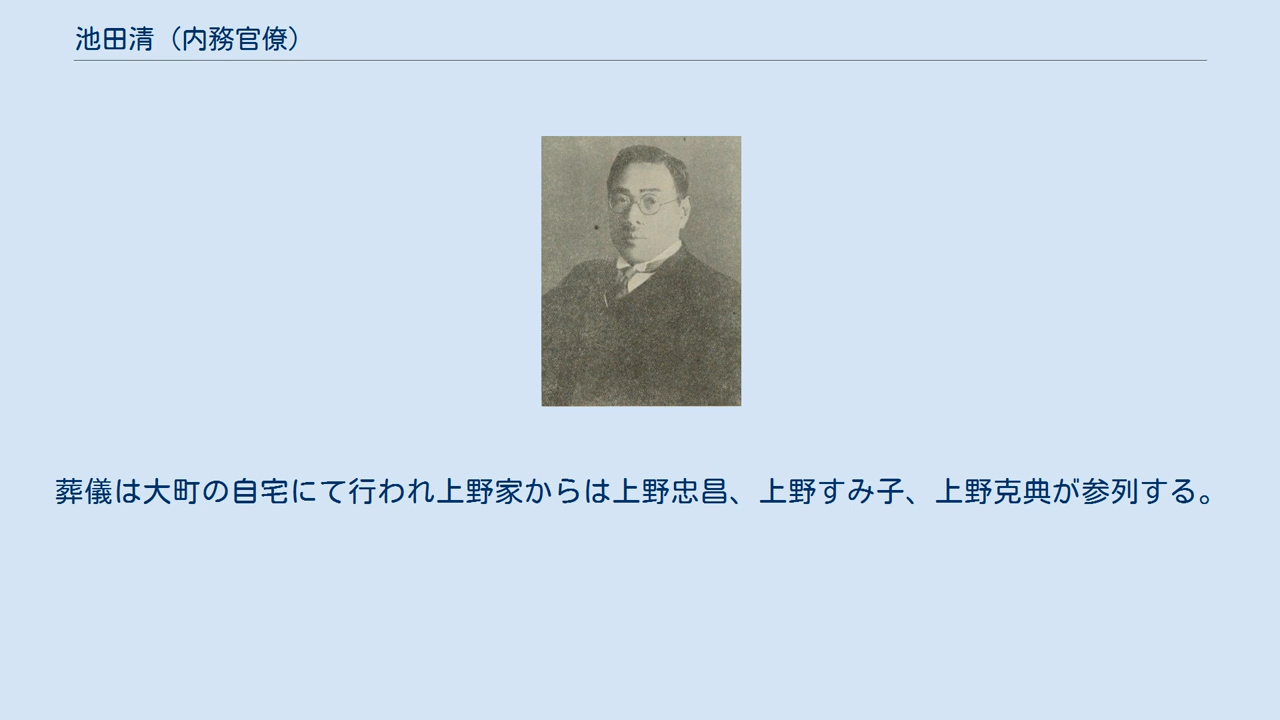 池田清（内務官僚）
葬儀は大町の自宅にて行われ上野家からは上野忠昌、上野すみ子、上野克典が参列する。